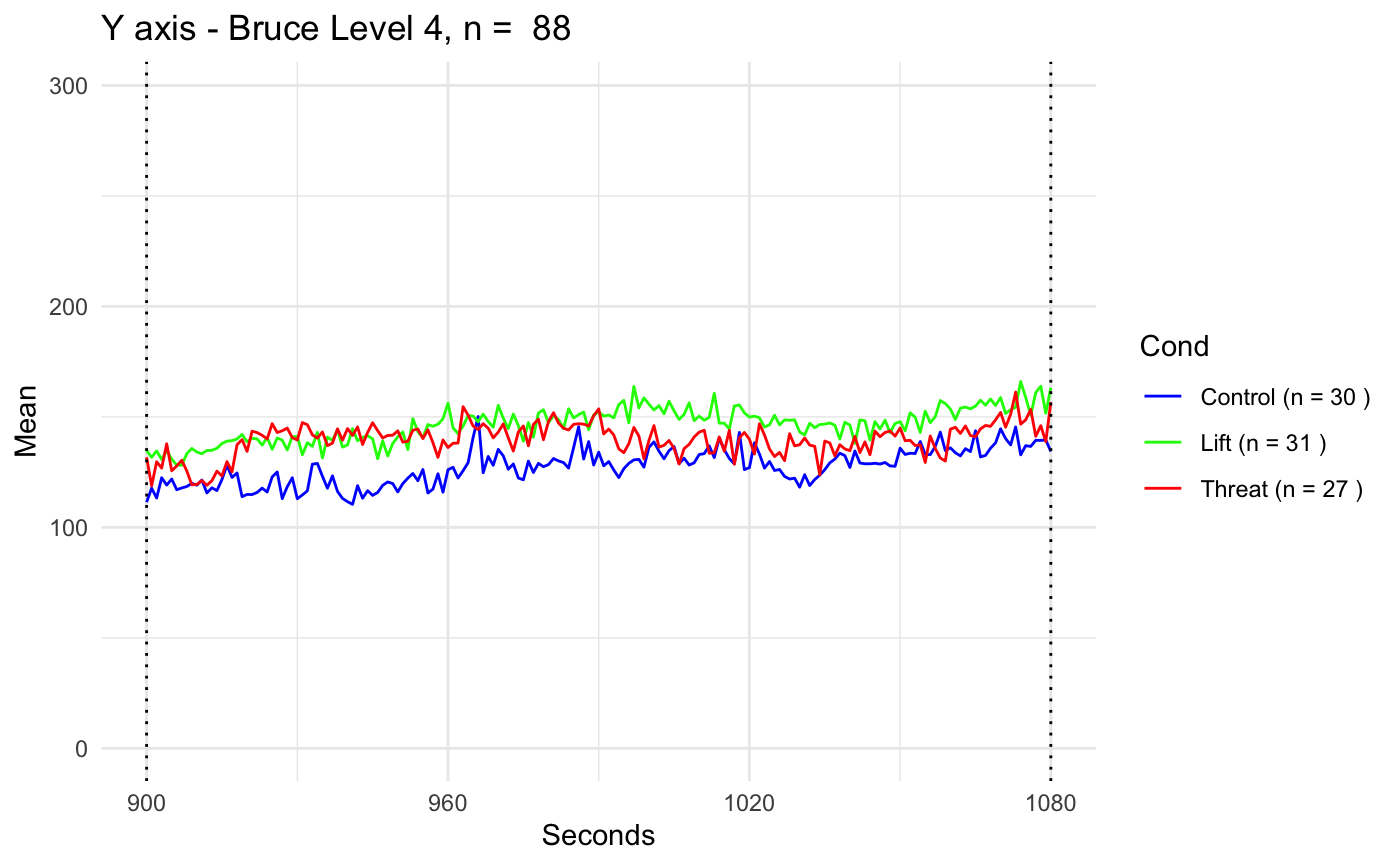 Y axis - Bruce Level 4, n =  88
300
200
100
0
Mean
900
960
1020
1080
Seconds
Cond
Control (n = 30 )
Lift (n = 31 )
Threat (n = 27 )